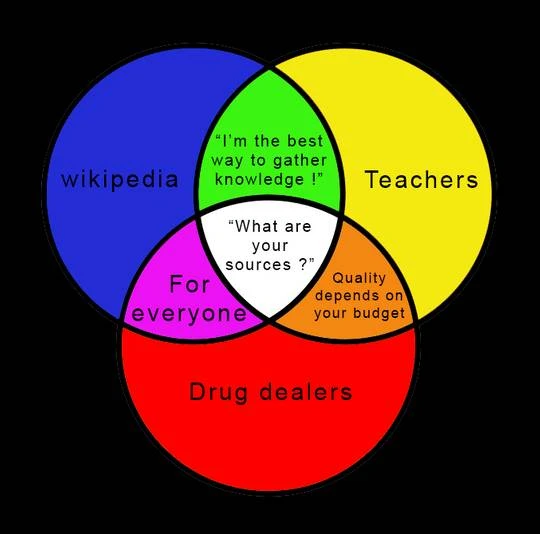 “I’m the best
way to gather
knowledge !”
wikipedia
Teachers
“What are
your
sources ?”
For
everyone
Quality
depends on
your budget
Drug dealers